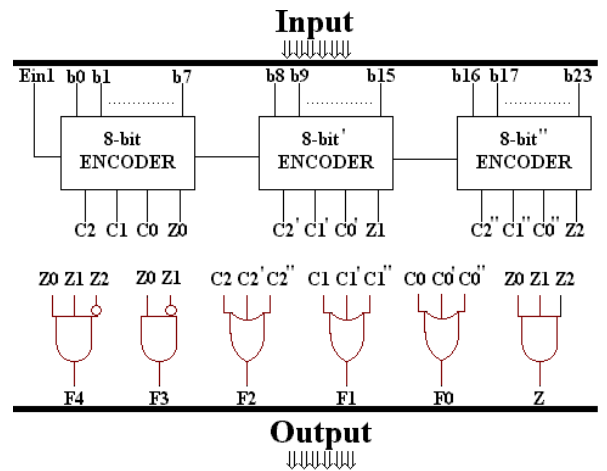 Input
Ein1 b0 b1 b7 b8 b9 b15 b16 b17 b23
8-bit 8-bit' 8-bit"
ENCODER ENCODER ENCODER
C2 C1 C0 Z0 C2' C1' C0' Z1 C2" C1" C0" Z2
Z0 Z1 Z2 Z0 Z1 C2 C2' C2" C1 C1' C1" C0 C0' C0" Z0 Z1 Z2
F4 F3 F2 F1 F0 Z
Output